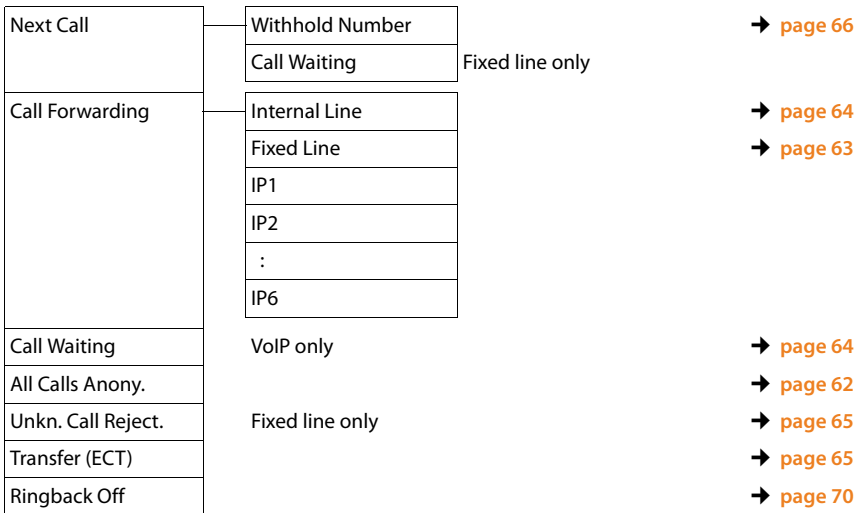 Next Call Withhold Number ➜ page 66
Call Waiting Fixed line only
Call Forwarding Internal Line ➜ page 64
Fixed Line ➜ page 63
IP1
IP2
:
IP6
Call Waiting VoIP only ➜ page 64
All Calls Anony. ➜ page 62
Unkn. Call Reject. Fixed line only ➜ page 65
Transfer (ECT) ➜ page 65
Ringback Off ➜ page 70